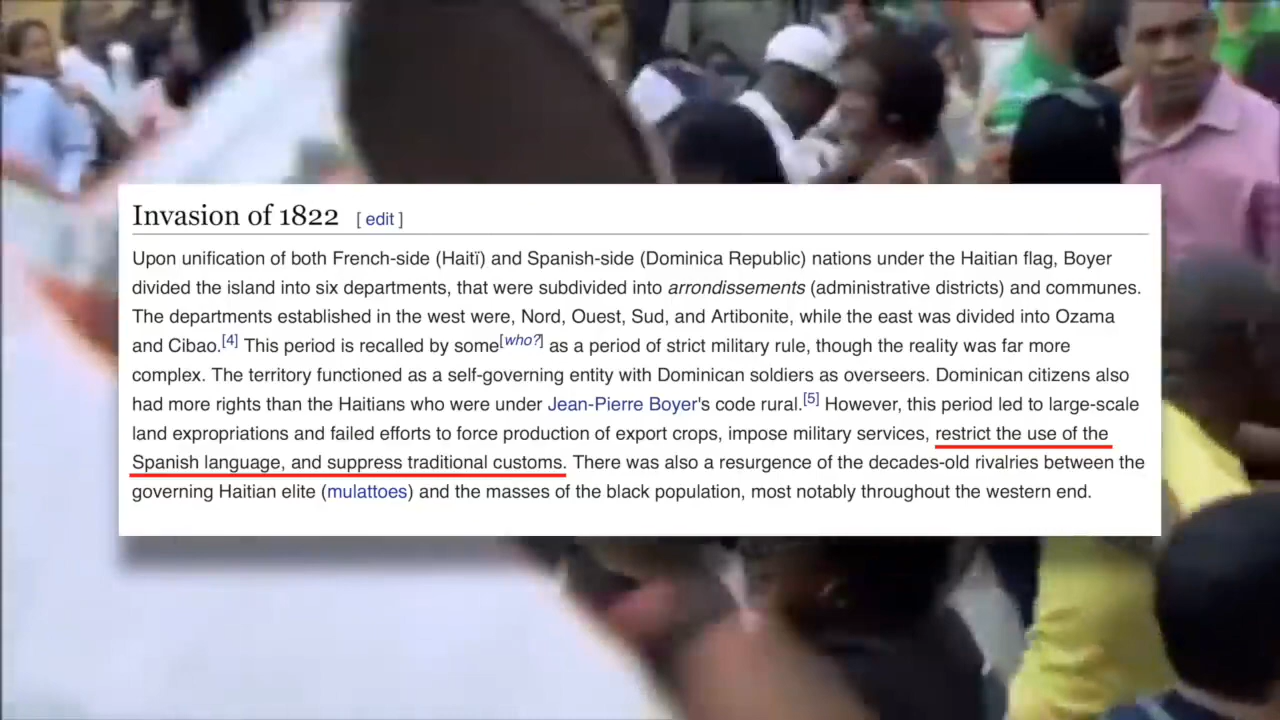 Invasion of 1822 [ edit ]
Upon unification of both French-side (Haitï) and Spanish-side (Dominica Republic) nations under the Haitian flag, Boyer
divided the island into six departments, that were subdivided into arrondissements (administrative districts) and communes.
The departments established in the west were, Nord, Ouest, Sud, and Artibonite, while the east was divided into Ozama
and Cibao.[4] This period is recalled by some[who?] as a period of strict military rule, though the reality was far more
complex. The territory functioned as a self-governing entity with Dominican soldiers as overseers. Dominican citizens also
had more rights than the Haitians who were under Jean-Pierre Boyer's code rural.[5] However, this period led to large-scale
land expropriations and failed efforts to force production of export crops, impose military services, restrict the use of the
Spanish language, and suppress traditional customs. There was also a resurgence of the decades-old rivalries between the
governing Haitian elite (mulattoes) and the masses of the black population, most notably throughout the western end.